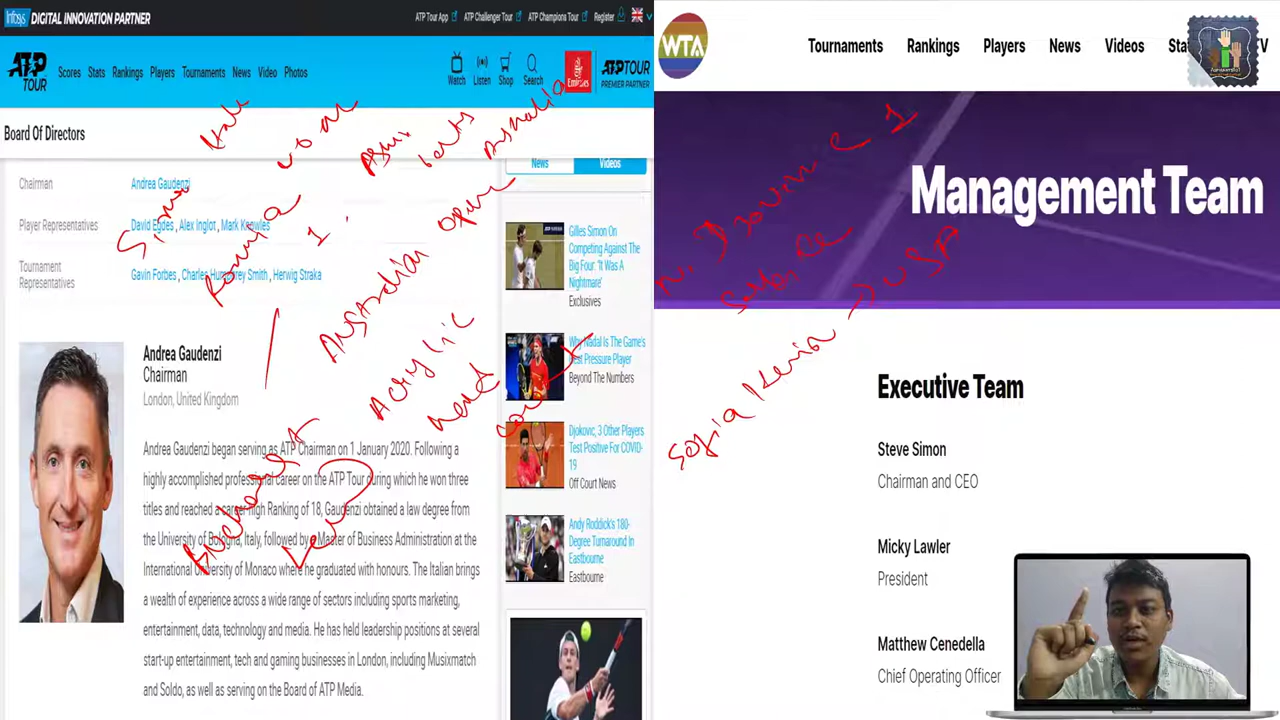 Infosys DIGITAL INNOVATION PARTNER
ATP Tour App ATP Challenger Tour ATP Champions Tour Register
ATP TOUR
Scores Stats Rankings Players Tournaments News Video Photos
Watch Listen Shop Search
Emirates
ATP TOUR
PREMIER PARTNER
Board Of Directors
News Videos
Chairman Andrea Gaudenzi
Player Representatives David Egdes, Alex Inglot, Mark Knowles
Tournament Representatives Gavin Forbes, Charles Humphrey Smith, Herwig Straka
Andrea Gaudenzi
Chairman
London, United Kingdom
Andrea Gaudenzi began serving as ATP Chairman on 1 January 2020. Following a
highly accomplished professional career on the ATP Tour during which he won three
titles and reached a career-high Ranking of 18, Gaudenzi obtained a law degree from
the University of Bologna, Italy, followed by a Master of Business Administration at the
International University of Monaco where he graduated with honours. The Italian brings
a wealth of experience across a wide range of sectors including sports marketing,
entertainment, data, technology and media. He has held leadership positions at several
start-up entertainment, tech and gaming businesses in London, including Musixmatch
and Soldo, as well as serving on the Board of ATP Media.
Gilles Simon On
Competing Against The
Big Four: 'It Was A
Nightmare'
Exclusives
Why Nadal Is The Game's
Best Pressure Player
Beyond The Numbers
Djokovic, 3 Other Players
Test Positive For COVID-
19
Off Court News
Andy Roddick's 180-
Degree Turnaround In
Eastbourne
Eastbourne
Simona
1
Australian open Australia
Acrylic
hard court
WTA
Tournaments Rankings Players News Videos
Management Team
1
Sofia Kenin → USA
Executive Team
Steve Simon
Chairman and CEO
Micky Lawler
President
Matthew Cenedella
Chief Operating Officer